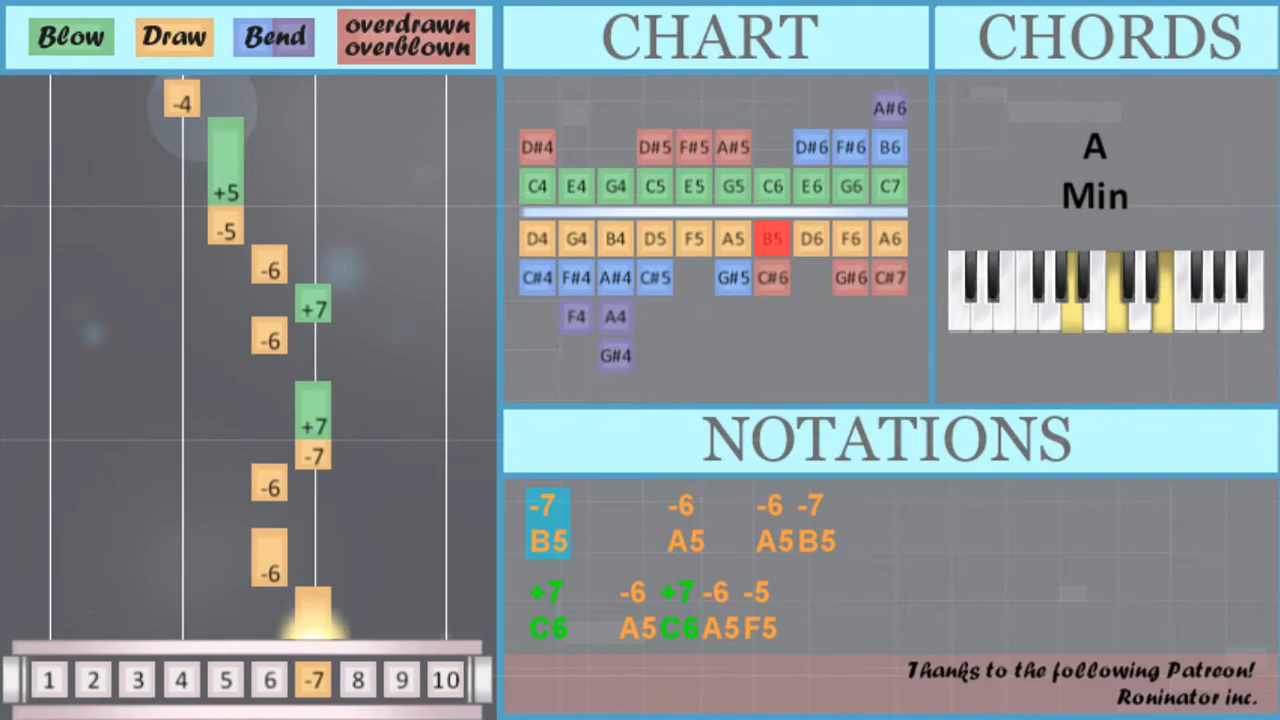 Blow Draw Bend overdrawn
overblown
CHART
CHORDS
-4
+5
-5
-6
+7
-6
+7
-7
-6
-6
1 2 3 4 5 6 -7 8 9 10
A#6
D#4 D#5 F#5 A#5 D#6 F#6 B6
C4 E4 G4 C5 E5 G5 C6 E6 G6 C7
D4 G4 B4 D5 F5 A5 B5 D6 F6 A6
C#4 F#4 A#4 C#5 G#5 C#6 G#6 C#7
F4 A4
G#4
A
Min
NOTATIONS
-7 -6 -6 -7
B5 A5 A5 B5
+7 -6 +7 -6 -5
C6 A5 C6 A5 F5
Thanks to the following Patreon!
Roninator inc.